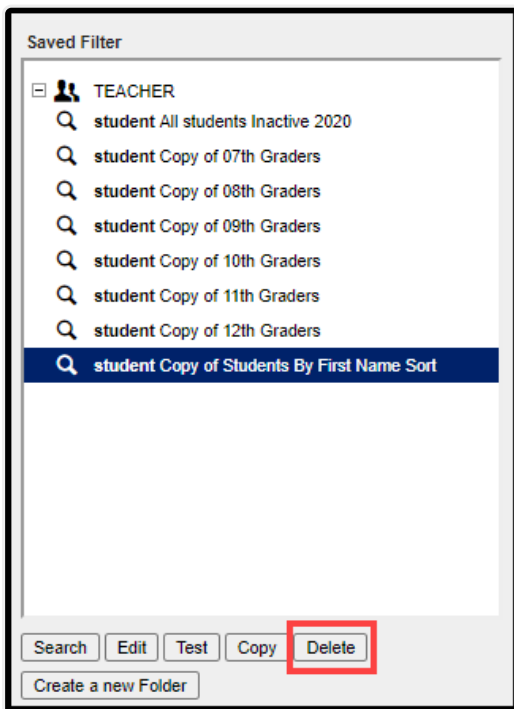 Saved Filter
TEACHER
student All students Inactive 2020
student Copy of 07th Graders
student Copy of 08th Graders
student Copy of 09th Graders
student Copy of 10th Graders
student Copy of 11th Graders
student Copy of 12th Graders
student Copy of Students By First Name Sort
Search Edit Test Copy Delete
Create a new Folder